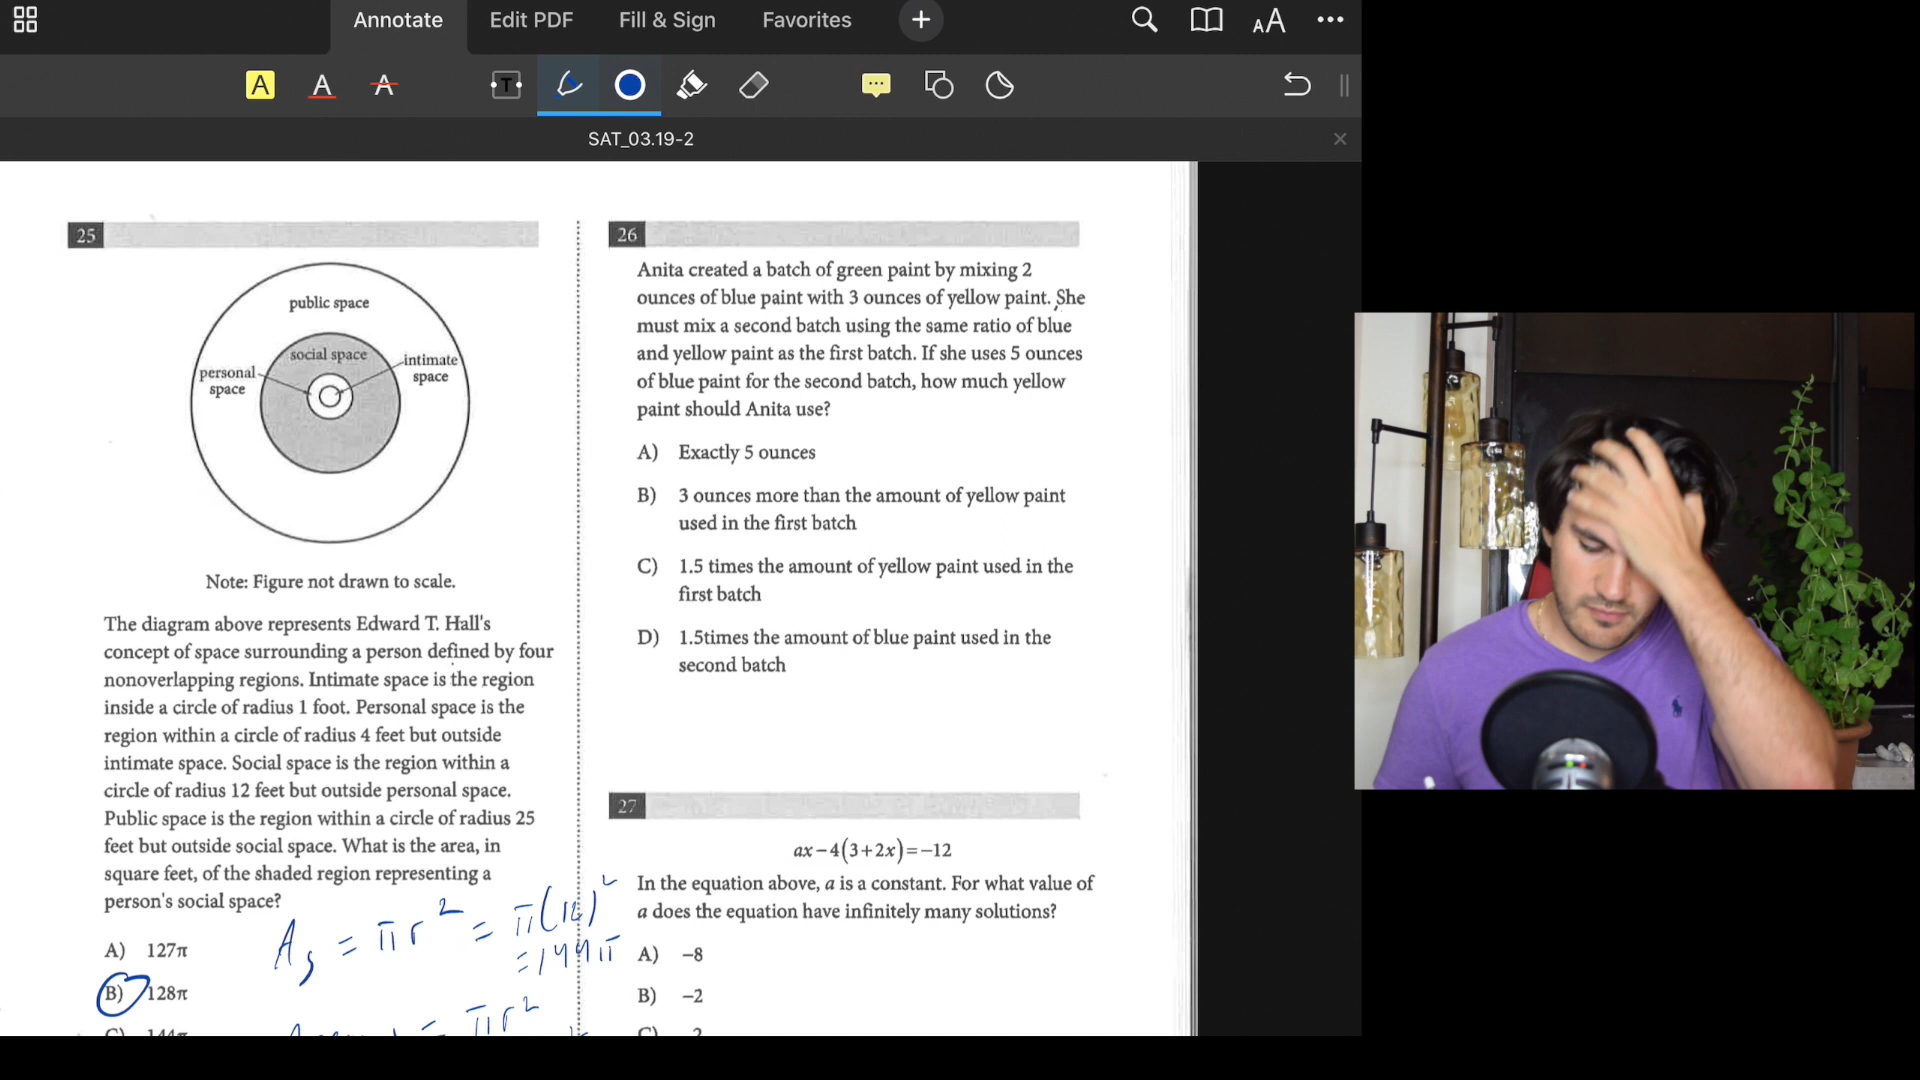 Annotate Edit PDF Fill & Sign Favorites
AA
A A A T
SAT_03.19-2
25
public space
social space
personal space
intimate space
Note: Figure not drawn to scale.
The diagram above represents Edward T. Hall's
concept of space surrounding a person defined by four
nonoverlapping regions. Intimate space is the region
inside a circle of radius 1 foot. Personal space is the
region within a circle of radius 4 feet but outside
intimate space. Social space is the region within a
circle of radius 12 feet but outside personal space.
Public space is the region within a circle of radius 25
feet but outside social space. What is the area, in
square feet, of the shaded region representing a
person's social space?
A) 127π
B) 128π
C) 144π
A_s = πr² = π(12)²
=144π
= πr²
26
Anita created a batch of green paint by mixing 2
ounces of blue paint with 3 ounces of yellow paint. She
must mix a second batch using the same ratio of blue
and yellow paint as the first batch. If she uses 5 ounces
of blue paint for the second batch, how much yellow
paint should Anita use?
A) Exactly 5 ounces
B) 3 ounces more than the amount of yellow paint
used in the first batch
C) 1.5 times the amount of yellow paint used in the
first batch
D) 1.5times the amount of blue paint used in the
second batch
27
ax−4(3+2x)=−12
In the equation above, a is a constant. For what value of
a does the equation have infinitely many solutions?
A) −8
B) −2
C) 2